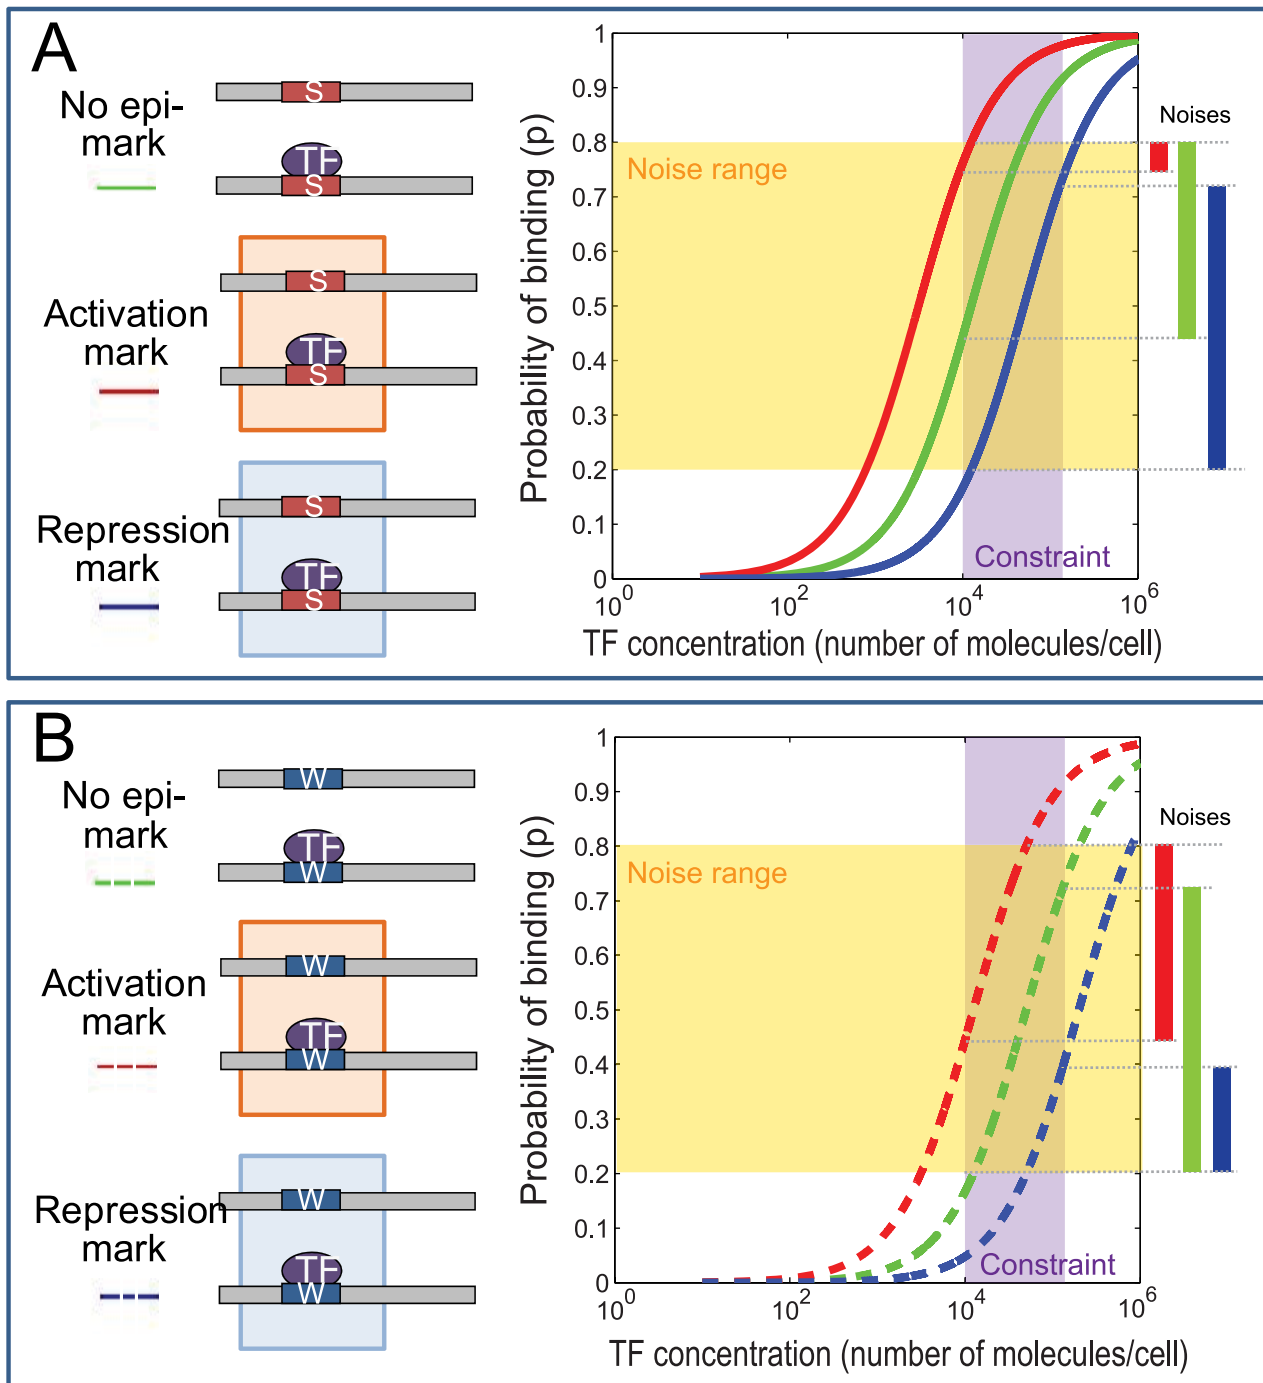 A
No epi-
mark
S
TF
S
Activation
mark
S
TF
S
Repression
mark
S
TF
S
Probability of binding (p)
1
0.9
0.8
0.7
0.6
0.5
0.4
0.3
0.2
0.1
0
Noise range
Constraint
Noises
10^0
10^2
10^4
10^6
TF concentration (number of molecules/cell)
B
No epi-
mark
W
TF
W
Activation
mark
W
TF
W
Repression
mark
W
TF
W
Probability of binding (p)
1
0.9
0.8
0.7
0.6
0.5
0.4
0.3
0.2
0.1
0
Noise range
Constraint
Noises
10^0
10^2
10^4
10^6
TF concentration (number of molecules/cell)